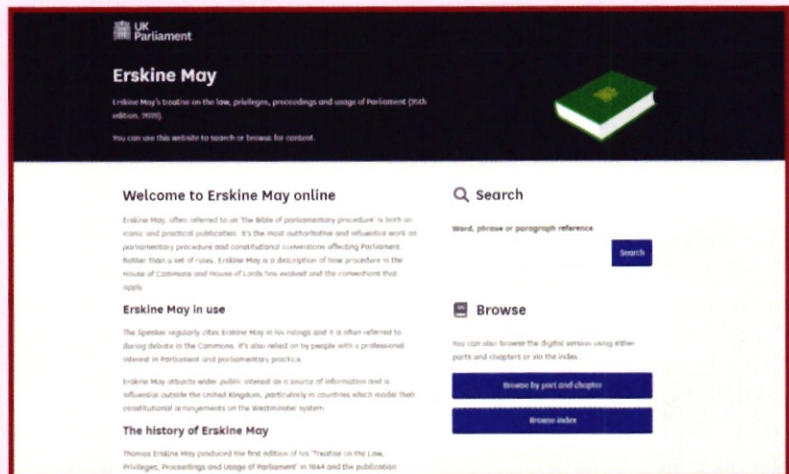 UK
Parliament
Erskine May
Erskine May's treatise on the law, privileges, proceedings and usage of Parliament (25th
edition, 2019).
You can use this website to search or browse for content.
Welcome to Erskine May online
Erskine May, often referred to as 'the Bible of parliamentary procedure' is both an
iconic and practical publication. It's the most authoritative and influential work on
parliamentary procedure and constitutional conventions affecting Parliament.
Rather than a set of rules, Erskine May is a description of how procedure in the
House of Commons and House of Lords has evolved and the conventions that
apply.
Erskine May in use
The Speaker regularly cites Erskine May in his rulings and it is often referred to
during debate in the Commons. It's also relied on by people with a professional
interest in Parliament and parliamentary practice.
Erskine May attracts wider public interest as a source of information and is
influential outside the United Kingdom, particularly in countries which model their
constitutional arrangements on the Westminster system.
The history of Erskine May
Thomas Erskine May produced the first edition of his 'Treatise on the Law,
Privileges, Proceedings and Usage of Parliament' in 1844 and the publication
Search
Word, phrase or paragraph reference
Search
Browse
You can also browse the digital version using either
parts and chapters or via the index.
Browse by part and chapter
Browse index